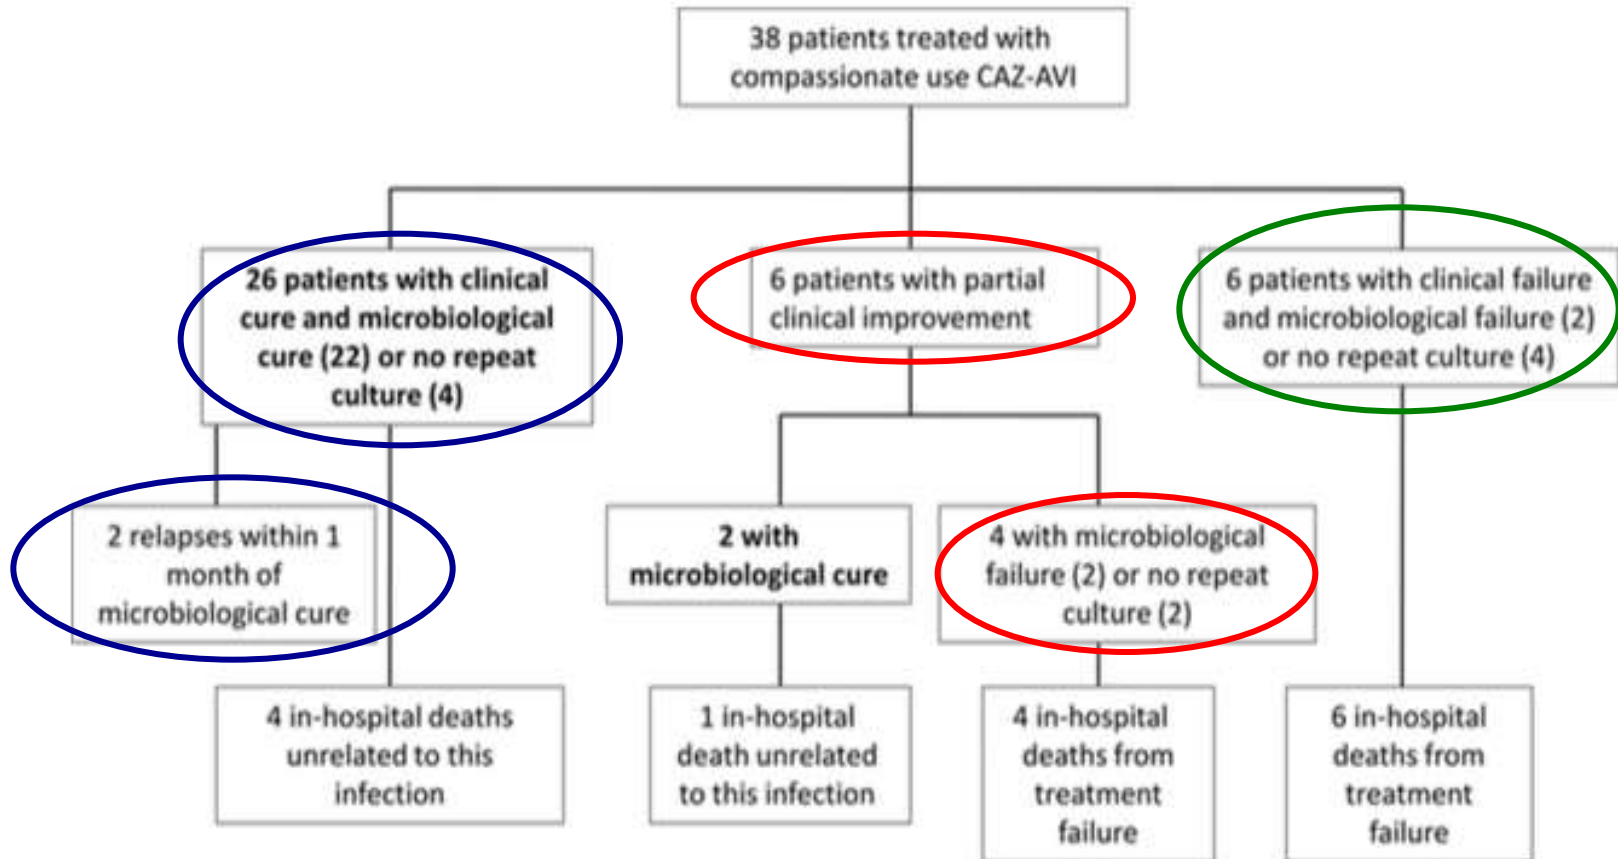 38 patients treated with
compassionate use CAZ-AVI
26 patients with clinical
cure and microbiological
cure (22) or no repeat
culture (4)
6 patients with partial
clinical improvement
6 patients with clinical failure
and microbiological failure (2)
or no repeat culture (4)
2 relapses within 1
month of
microbiological cure
2 with
microbiological cure
4 with microbiological
failure (2) or no repeat
culture (2)
4 in-hospital deaths
unrelated to this
infection
1 in-hospital
death unrelated
to this infection
4 in-hospital
deaths from
treatment
failure
6 in-hospital
deaths from
treatment
failure